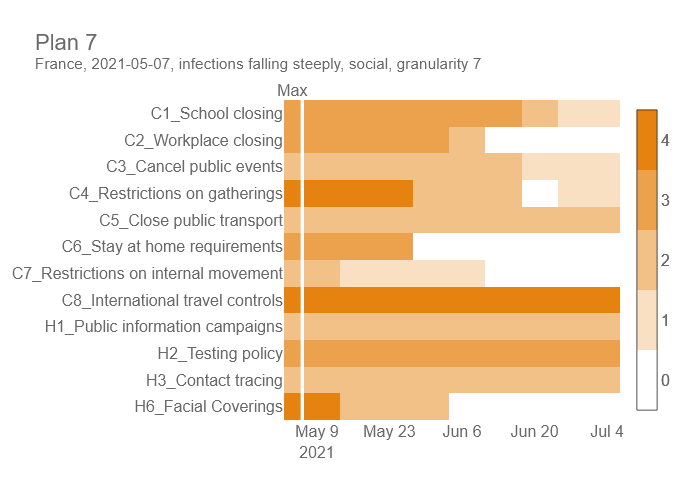 Plan 7
France, 2021-05-07, infections falling steeply, social, granularity 7
Max
C1_School closing
C2_Workplace closing
C3_Cancel public events
C4_Restrictions on gatherings
C5_Close public transport
C6_Stay at home requirements
C7_Restrictions on internal movement
C8_International travel controls
H1_Public information campaigns
H2_Testing policy
H3_Contact tracing
H6_Facial Coverings
4
3
2
1
0
May 9 May 23 Jun 6 Jun 20 Jul 4
2021